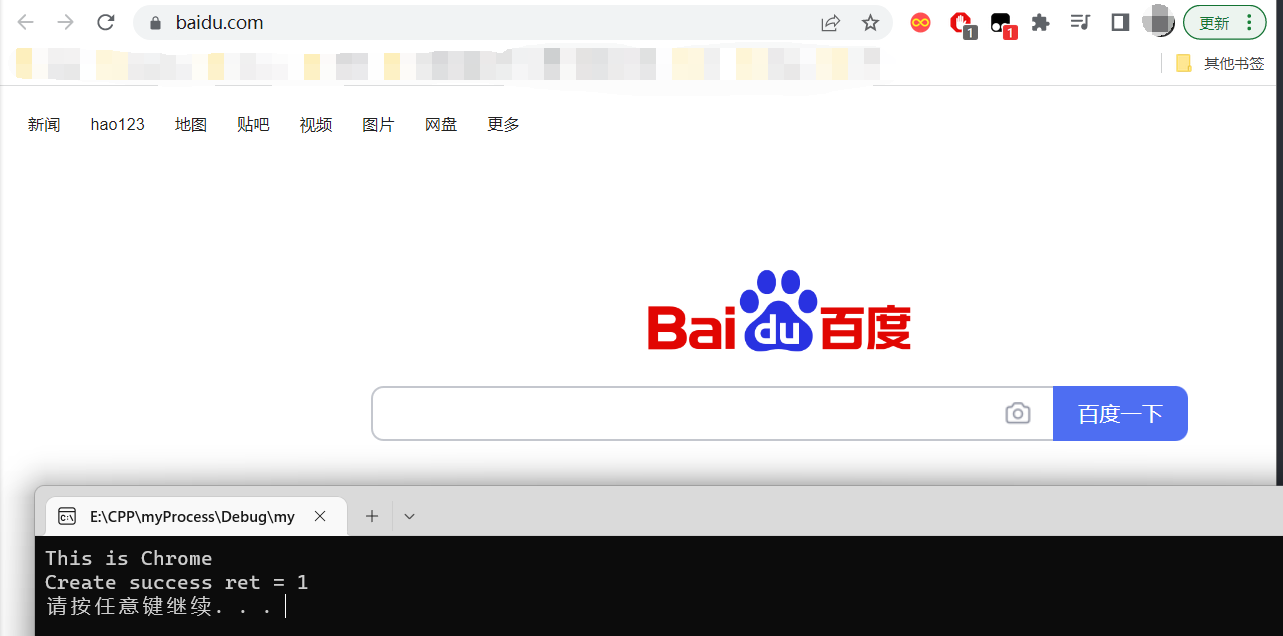 baidu.com
1
1
更新
其他书签
新闻 hao123 地图 贴吧 视频 图片 网盘 更多
Bai du 百度
百度一下
C:\
E:\CPP\myProcess\Debug\my
This is Chrome
Create success ret = 1
请按任意键继续. . .